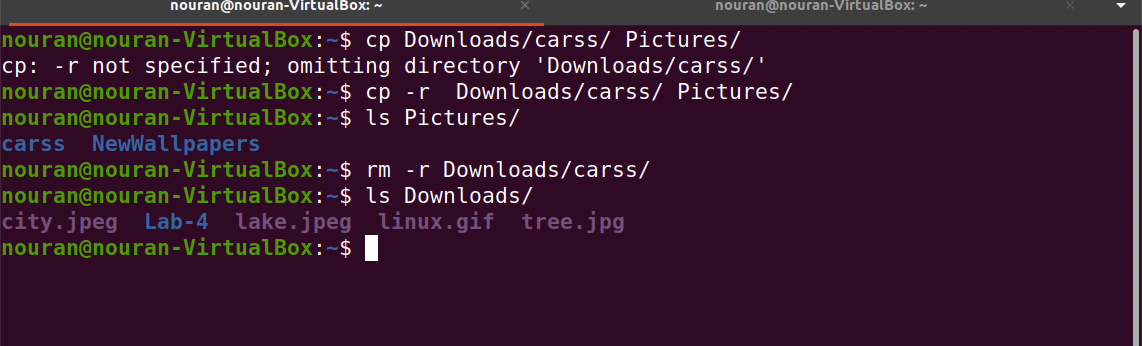 nouran@nouran-VirtualBox: ~ × nouran@nouran-VirtualBox: ~ ×
nouran@nouran-VirtualBox:~$ cp Downloads/carss/ Pictures/
cp: -r not specified; omitting directory 'Downloads/carss/'
nouran@nouran-VirtualBox:~$ cp -r  Downloads/carss/ Pictures/
nouran@nouran-VirtualBox:~$ ls Pictures/
carss  NewWallpapers
nouran@nouran-VirtualBox:~$ rm -r Downloads/carss/
nouran@nouran-VirtualBox:~$ ls Downloads/
city.jpeg  Lab-4  lake.jpeg  linux.gif  tree.jpg
nouran@nouran-VirtualBox:~$